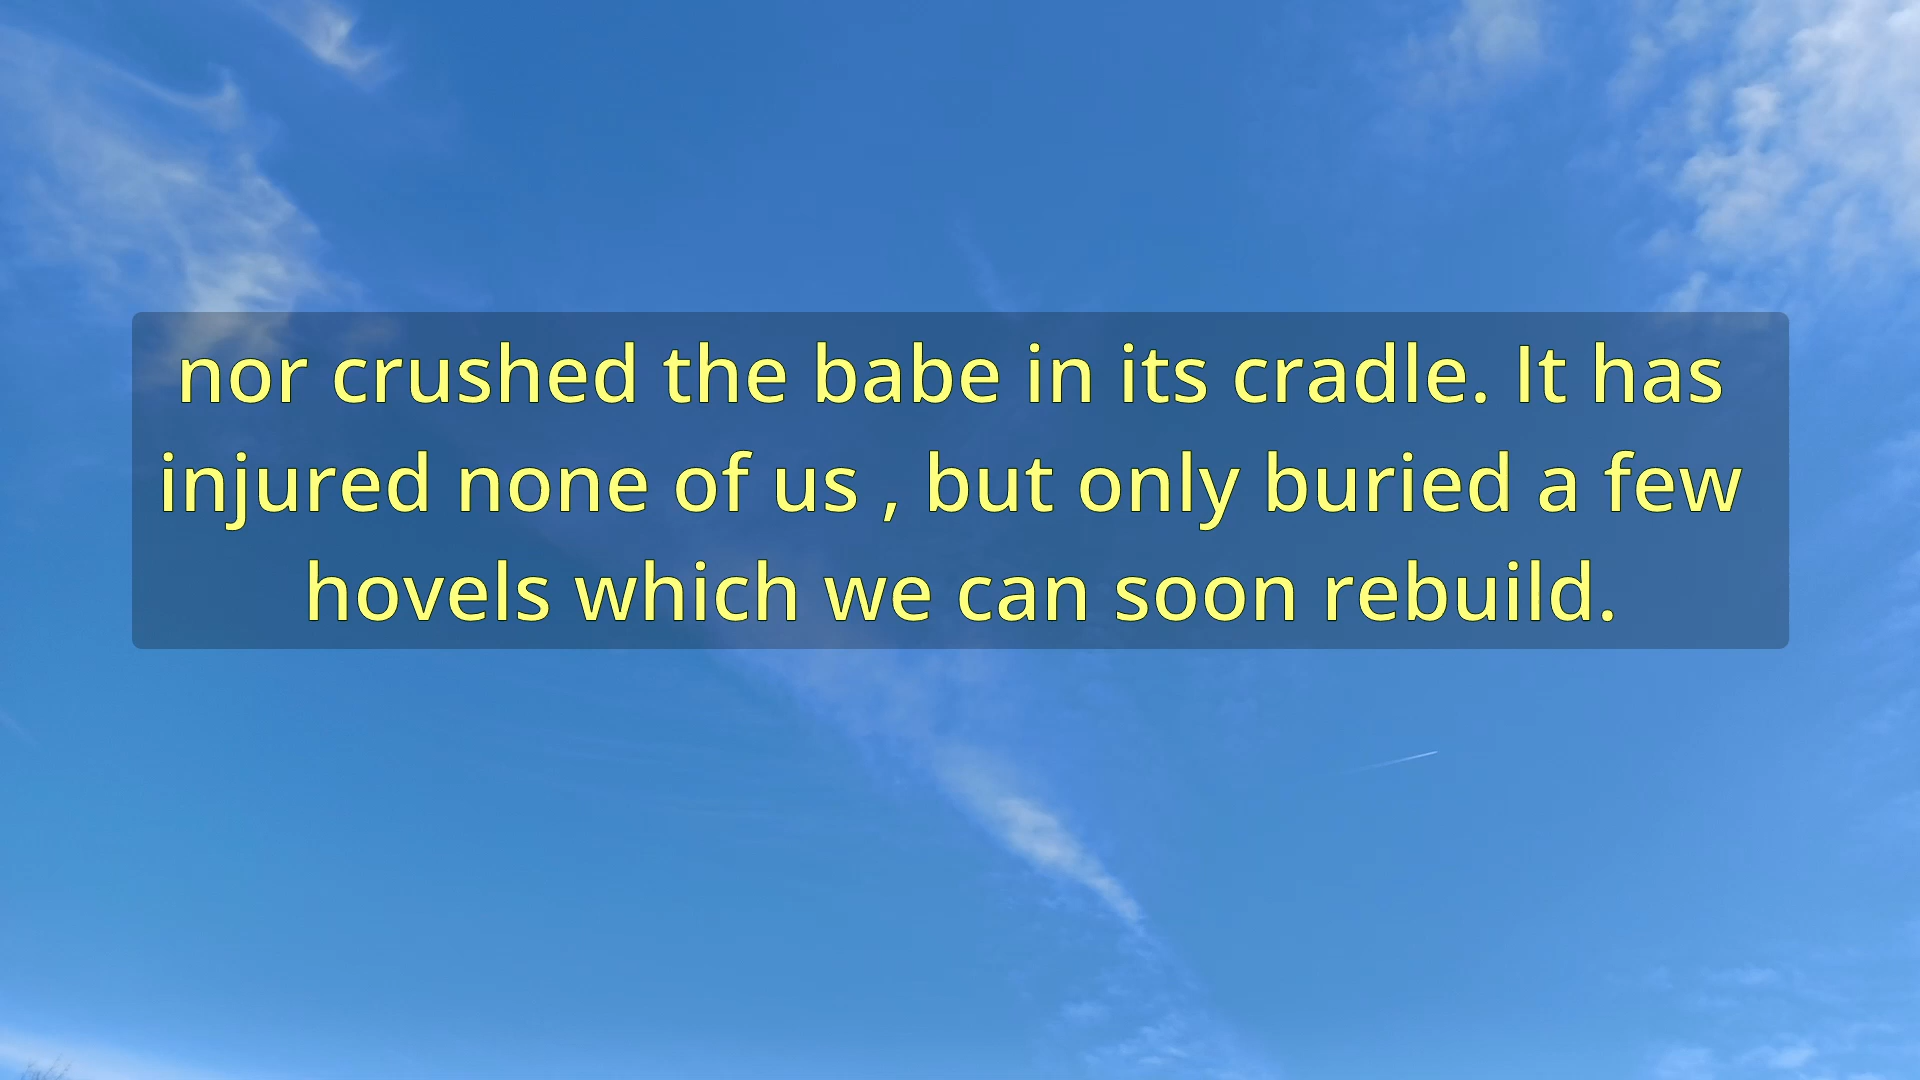 nor crushed the babe in its cradle. It has
injured none of us , but only buried a few
hovels which we can soon rebuild.